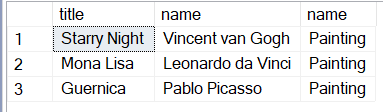 title name name
1 Starry Night Vincent van Gogh Painting
2 Mona Lisa Leonardo da Vinci Painting
3 Guernica Pablo Picasso Painting